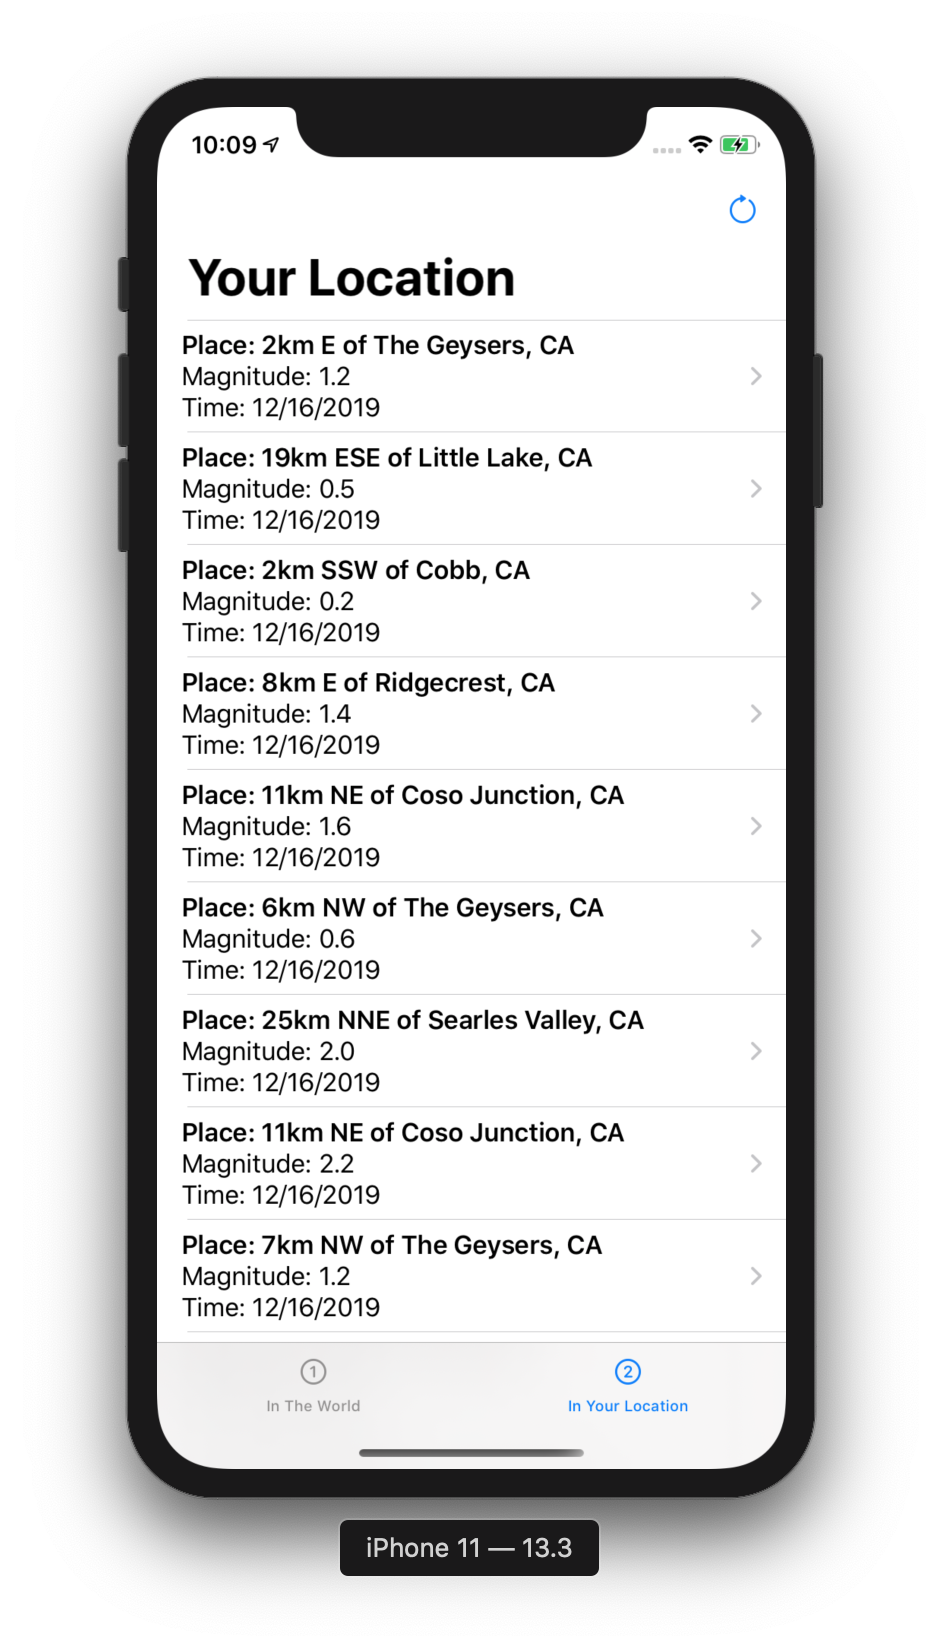 10:09
Your Location
Place: 2km E of The Geysers, CA
Magnitude: 1.2
Time: 12/16/2019
Place: 19km ESE of Little Lake, CA
Magnitude: 0.5
Time: 12/16/2019
Place: 2km SSW of Cobb, CA
Magnitude: 0.2
Time: 12/16/2019
Place: 8km E of Ridgecrest, CA
Magnitude: 1.4
Time: 12/16/2019
Place: 11km NE of Coso Junction, CA
Magnitude: 1.6
Time: 12/16/2019
Place: 6km NW of The Geysers, CA
Magnitude: 0.6
Time: 12/16/2019
Place: 25km NNE of Searles Valley, CA
Magnitude: 2.0
Time: 12/16/2019
Place: 11km NE of Coso Junction, CA
Magnitude: 2.2
Time: 12/16/2019
Place: 7km NW of The Geysers, CA
Magnitude: 1.2
Time: 12/16/2019
1 2
In The World In Your Location
iPhone 11 — 13.3